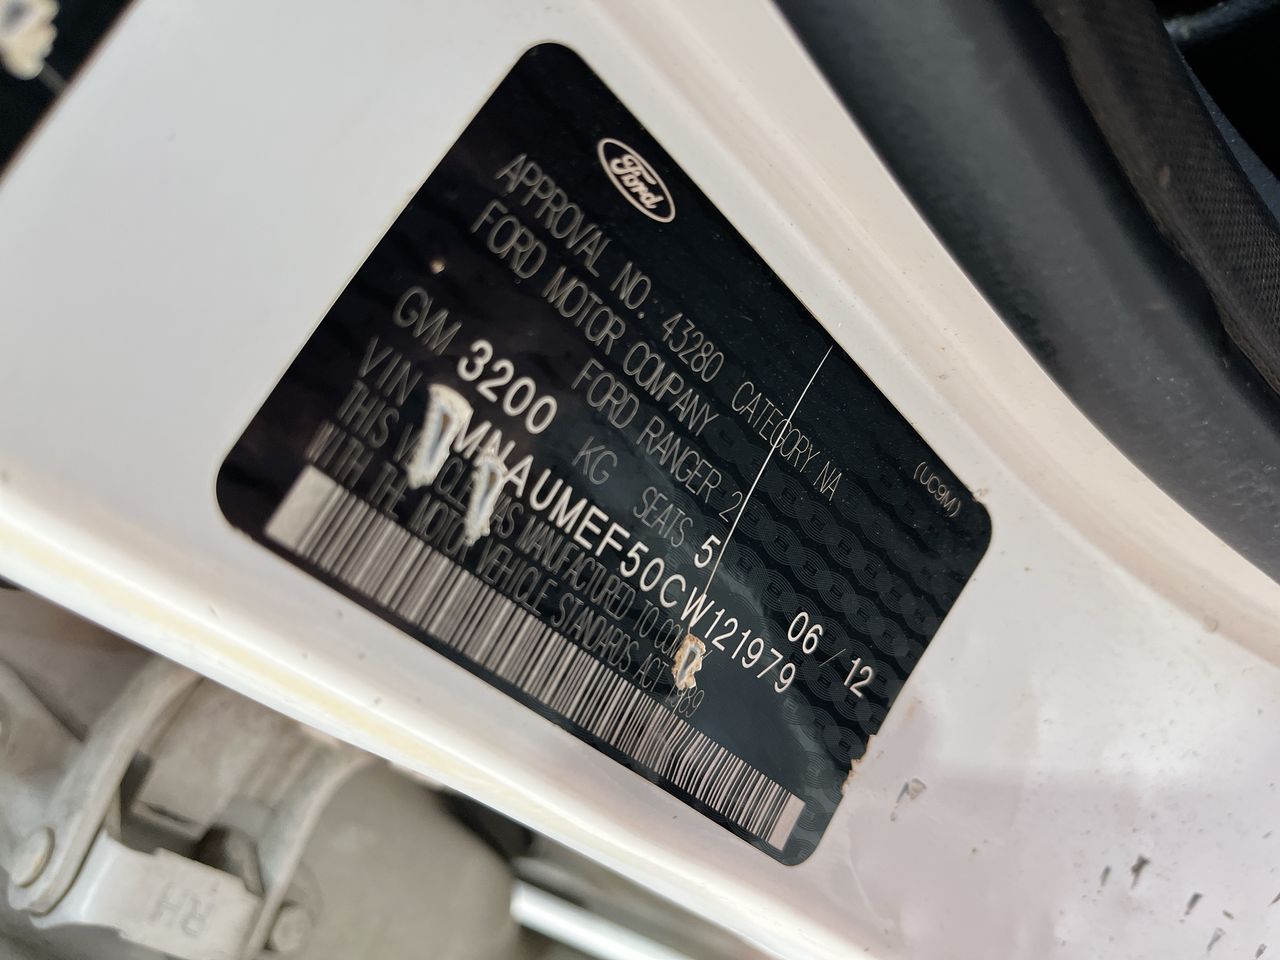 Ford
APPROVAL NO: 43280 CATEGORY NA (UC9M)
FORD MOTOR COMPANY
FORD RANGER 2
GVM 3200 KG SEATS 5 06/12
VIN MNAUMEF50CW121979
THIS VEHICLE WAS MANUFACTURED TO COMPLY
WITH THE MOTOR VEHICLE STANDARDS ACT 1989
RH